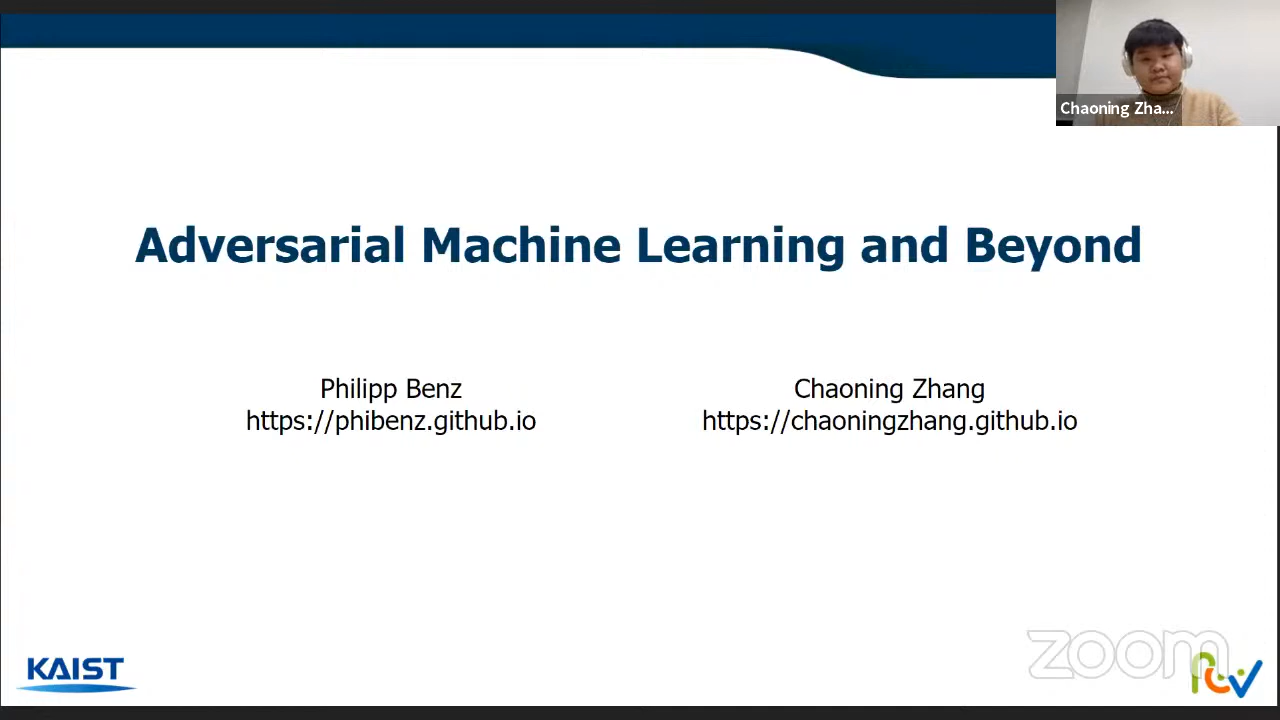 Chaoning Zha...
Adversarial Machine Learning and Beyond
Philipp Benz
https://phibenz.github.io
Chaoning Zhang
https://chaoningzhang.github.io
KAIST
zoom
rcv